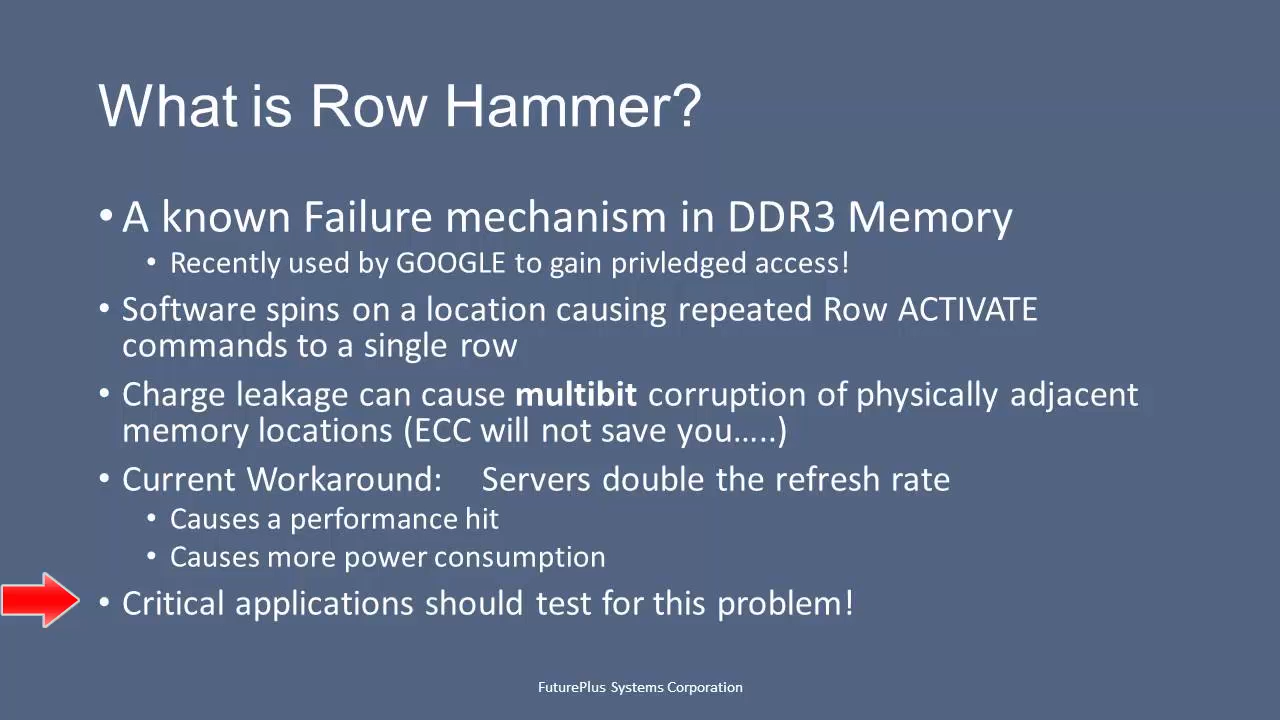 What is Row Hammer?
• A known Failure mechanism in DDR3 Memory
• Recently used by GOOGLE to gain privledged access!
• Software spins on a location causing repeated Row ACTIVATE
commands to a single row
• Charge leakage can cause multibit corruption of physically adjacent
memory locations (ECC will not save you…..)
• Current Workaround: Servers double the refresh rate
• Causes a performance hit
• Causes more power consumption
• Critical applications should test for this problem!
FuturePlus Systems Corporation